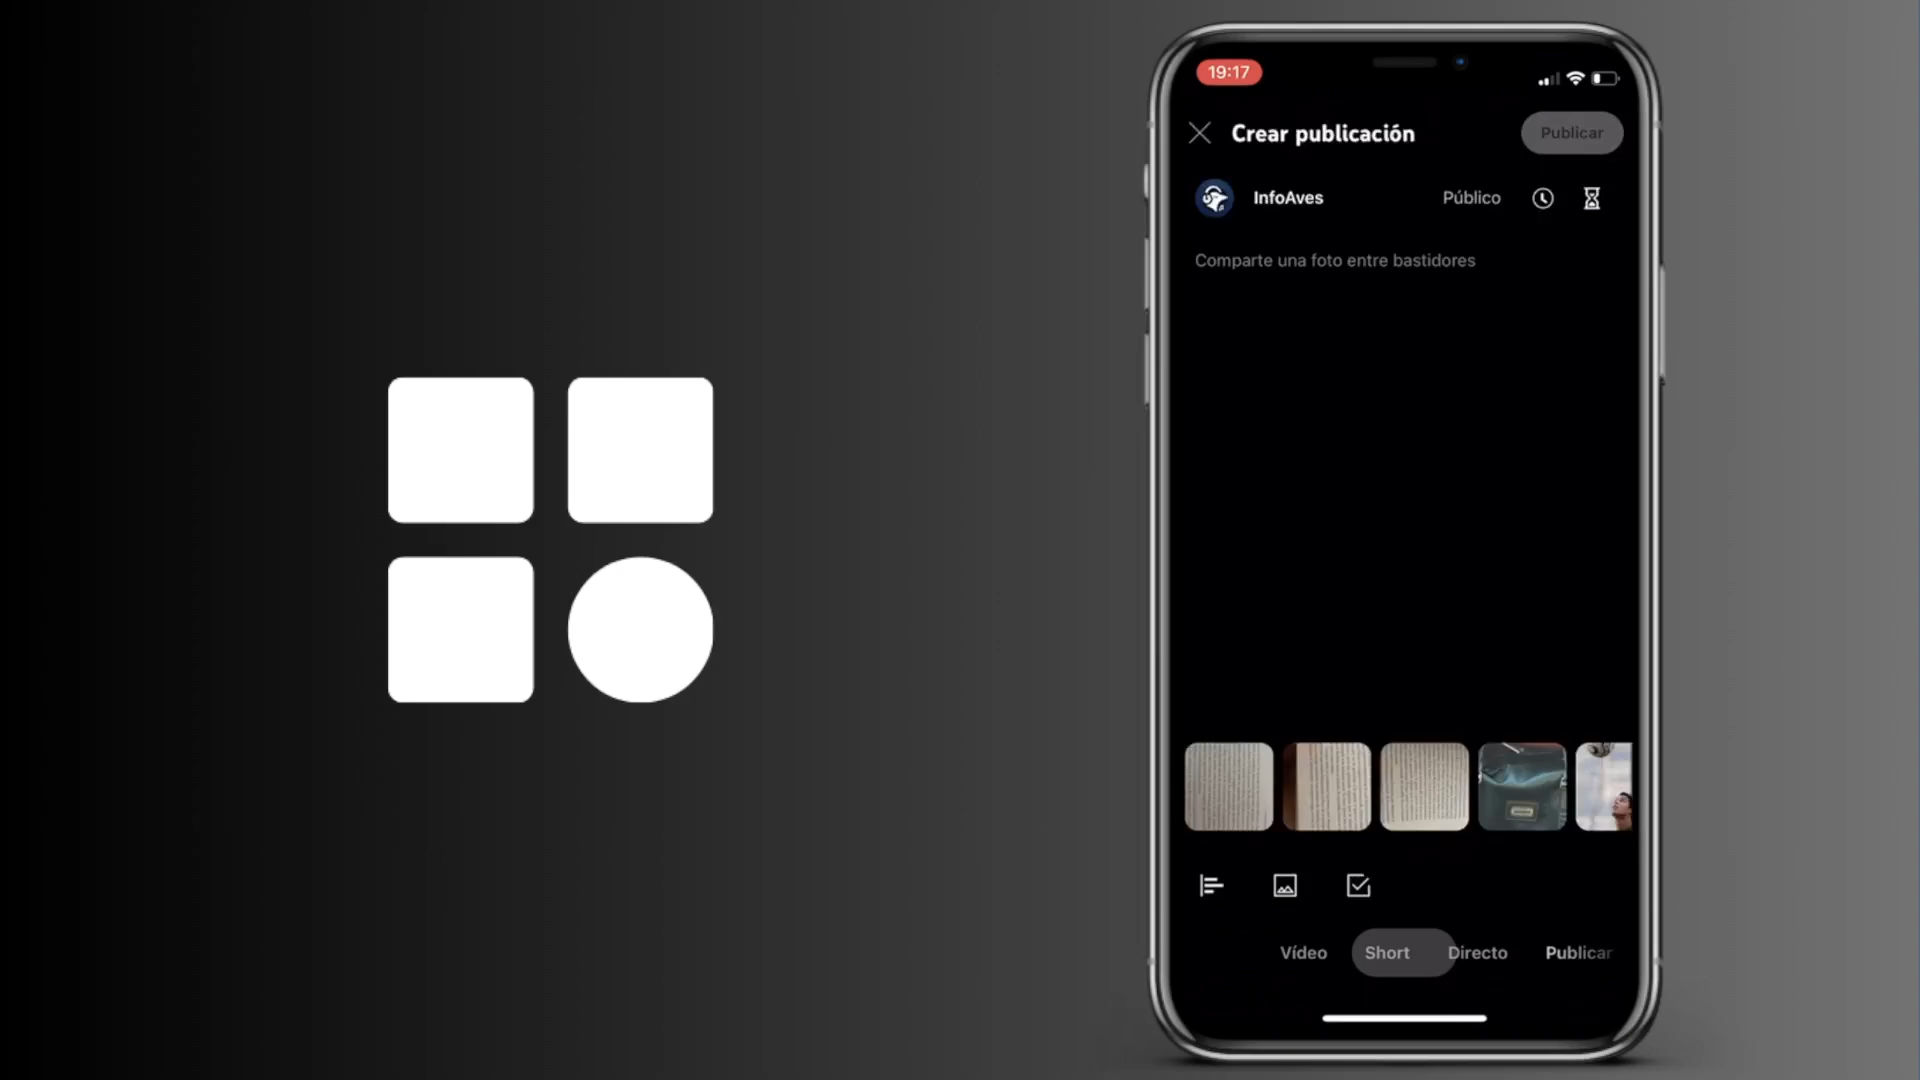 19:17
Crear publicación
Publicar
InfoAves
Público
Comparte una foto entre bastidores
Vídeo
Short
Directo
Publicar